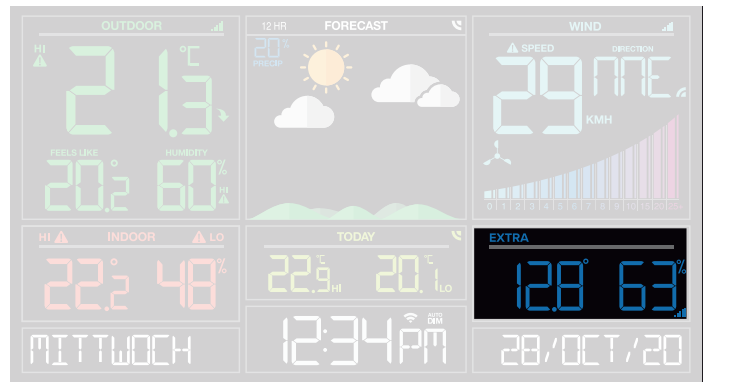 OUTDOOR
HI
21.3 °C
FEELS LIKE
HUMIDITY
20.2°
60%
HI
12 HR FORECAST
20%
PRECIP
WIND
SPEED
DIRECTION
29 KMH
NNE
0 1 2 3 4 5 6 7 8 9 10
HI INDOOR LO
22.2° 48%
TODAY
22.9 °C HI 20.1 °C LO
EXTRA
12.8° 63%
MITTWOCH
12:34 PM
AUTO
DIM
28/OCT/20